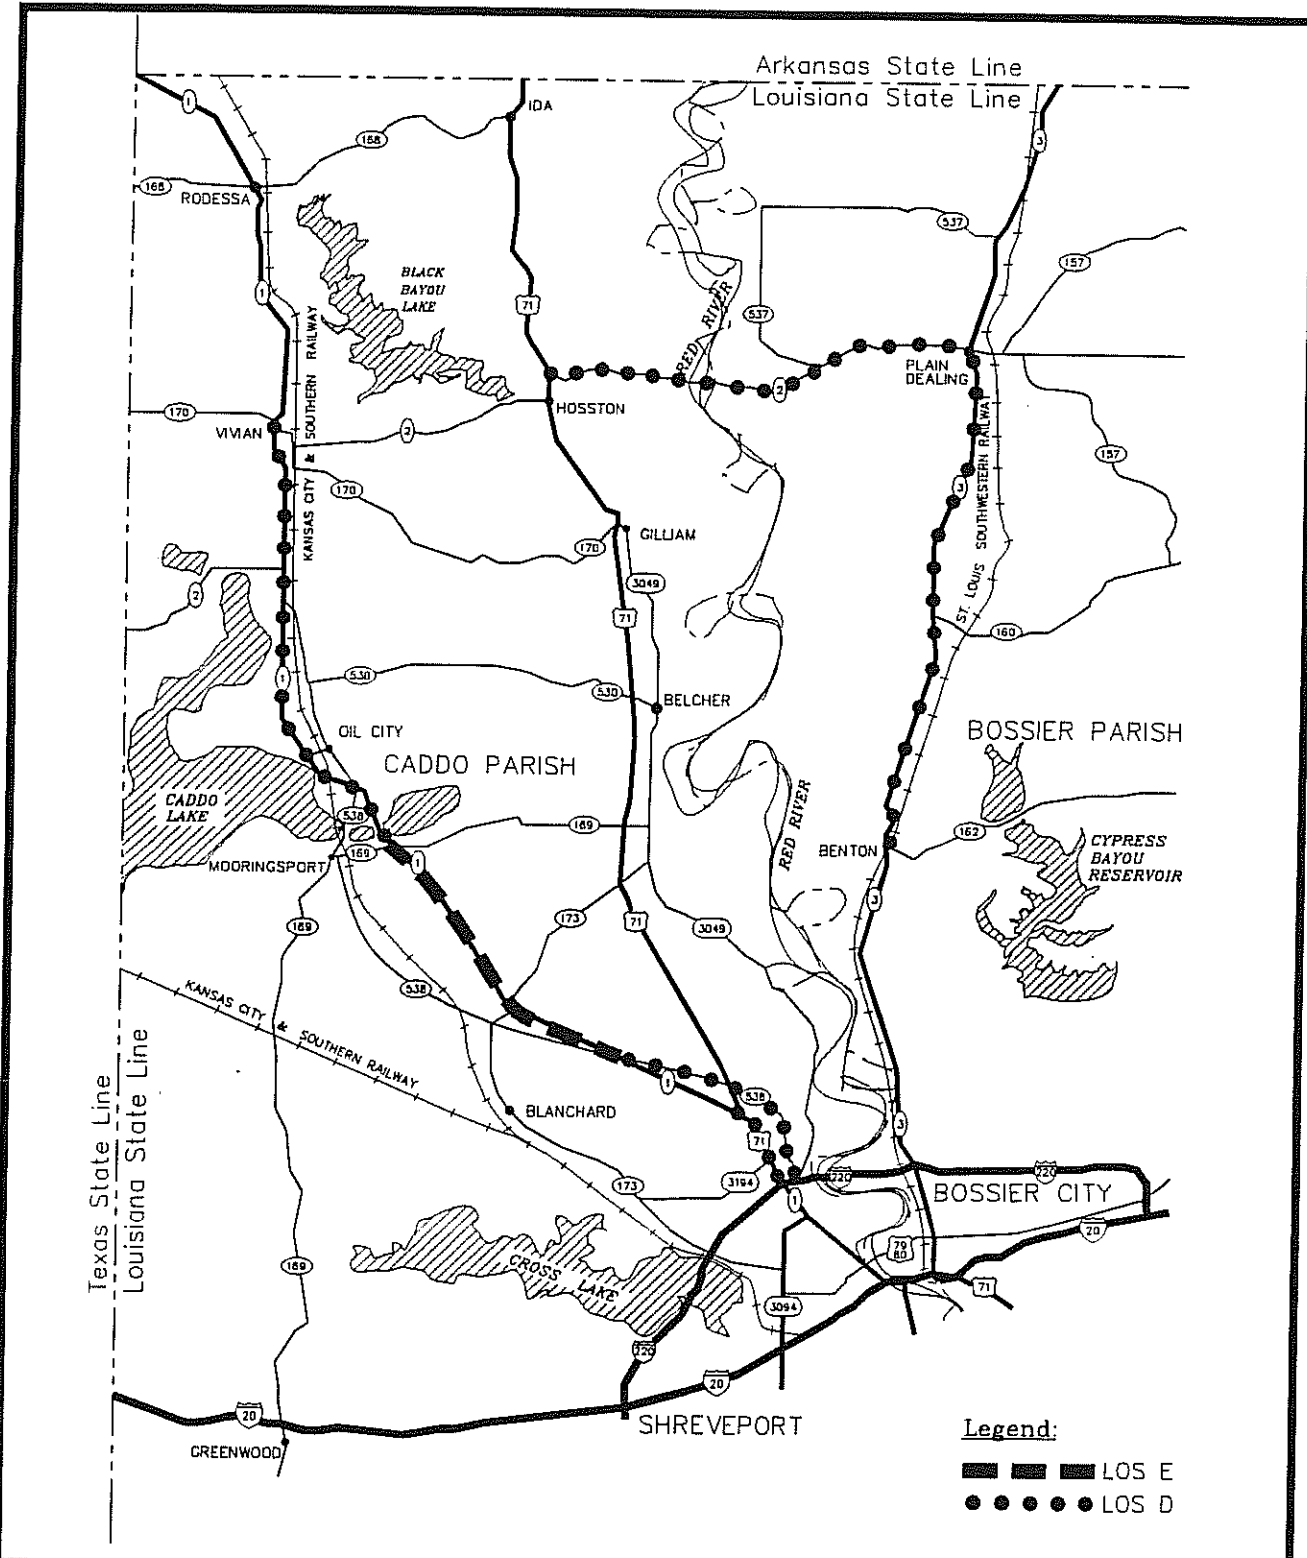 Arkansas State Line
Louisiana State Line
1
IDA
168
3
168
RODESSA
537
157
BLACK
BAYOU
LAKE
1
71
537
RED RIVER
KANSAS CITY & SOUTHERN RAILWAY
PLAIN
DEALING
2
HOSSTON
170
VIVIAN
2
157
170
3
ST. LOUIS SOUTHWESTERN RAILWA
GILLIAM
170
3049
2
71
160
530
1
530
BELCHER
OIL CITY
BOSSIER PARISH
CADDO PARISH
CADDO
LAKE
538
169
RED RIVER
162
169
1
BENTON
CYPRESS
BAYOU
RESERVOIR
MOORINGSPORT
3
173
71
3049
169
538
KANSAS CITY & SOUTHERN RAILWAY
1
538
BLANCHARD
71
3
Texas State Line
Louisiana State Line
173
3194
220
220
1
BOSSIER CITY
20
79
80
169
CROSS LAKE
71
3094
220
20
20
SHREVEPORT
GREENWOOD
Legend:
LOS E
LOS D